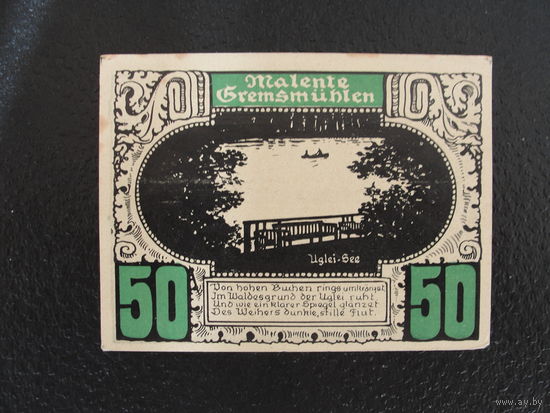 Malente
Gremsmühlen
Uglei-See
50
Von hohen Buchen rings umkränzet
Im Waldesgrund der Uglei ruht,
Und wie ein klarer Spiegel glänzet
Des Weihers dunkle, stille Flut.
50
www.ay.by